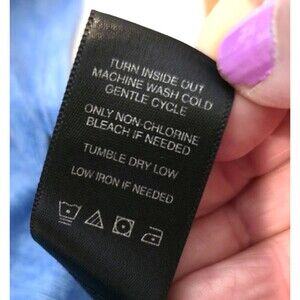 TURN INSIDE OUT
MACHINE WASH COLD
GENTLE CYCLE
ONLY NON-CHLORINE
BLEACH IF NEEDED
TUMBLE DRY LOW
LOW IRON IF NEEDED